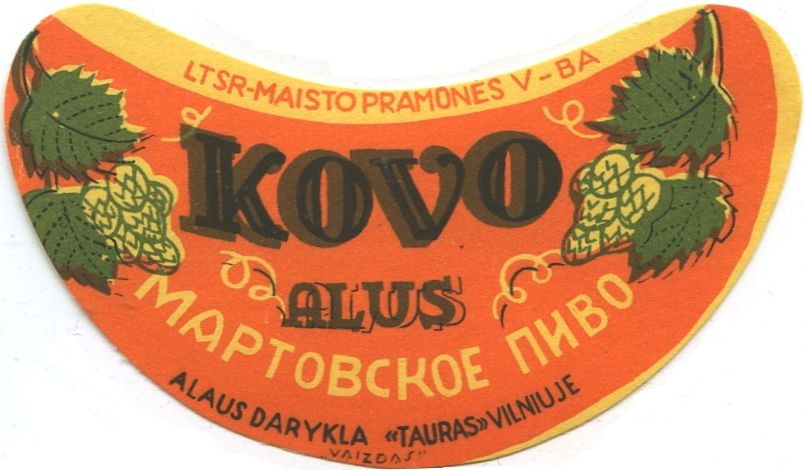 LTSR-MAISTO PRAMONĖS V-BA
KOVO
ALUS
МАРТОВСКОЕ ПИВО
ALAUS DARYKLA «TAURAS» VILNIUJE
„VAIZDAS“